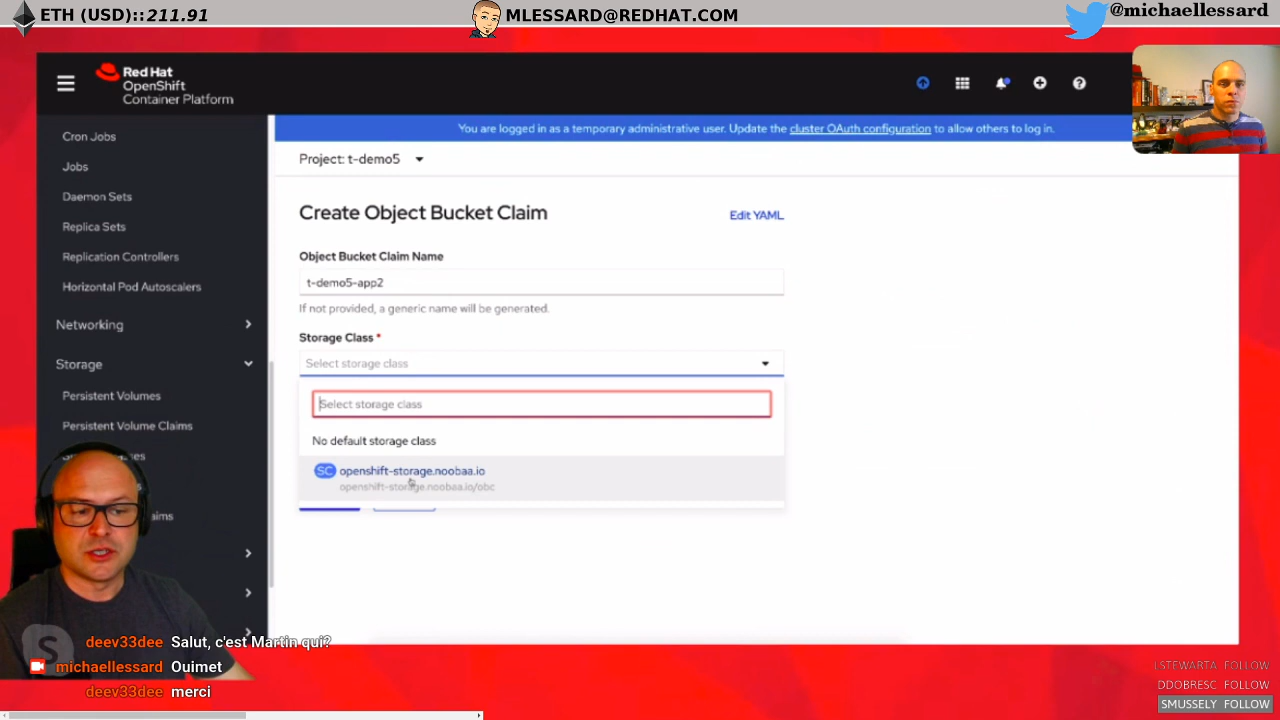 ETH (USD)::211.91
MLESSARD@REDHAT.COM
@michaellessard
Red Hat
OpenShift
Container Platform
You are logged in as a temporary administrative user. Update the cluster OAuth configuration to allow others to log in.
Cron Jobs
Jobs
Daemon Sets
Replica Sets
Replication Controllers
Horizontal Pod Autoscalers
Networking
Storage
Persistent Volumes
Persistent Volume Claims
Project: t-demo5
Create Object Bucket Claim
Edit YAML
Object Bucket Claim Name
t-demo5-app2
If not provided, a generic name will be generated.
Storage Class *
Select storage class
Select storage class
No default storage class
SC openshift-storage.noobaa.io
openshift-storage.noobaa.io/obc
deev33dee Salut, c'est Martin qui?
michaellessard Ouimet
deev33dee merci
LSTEWARTA FOLLOW
DDOBRESC FOLLOW
SMUSSELY FOLLOW